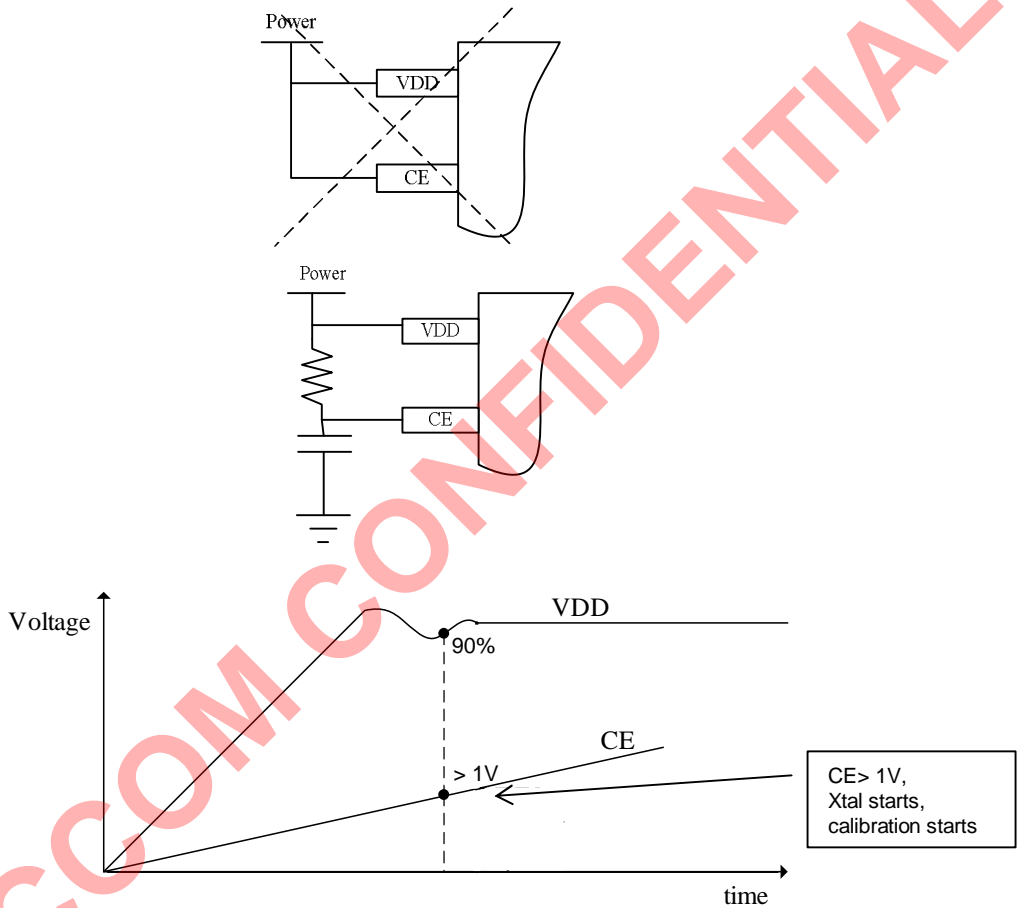 Power
VDD
CE
Power
VDD
CE
Voltage
VDD
90%
CE
> 1V
CE> 1V,
Xtal starts,
calibration starts
time
GCOM CONFIDENTIAL